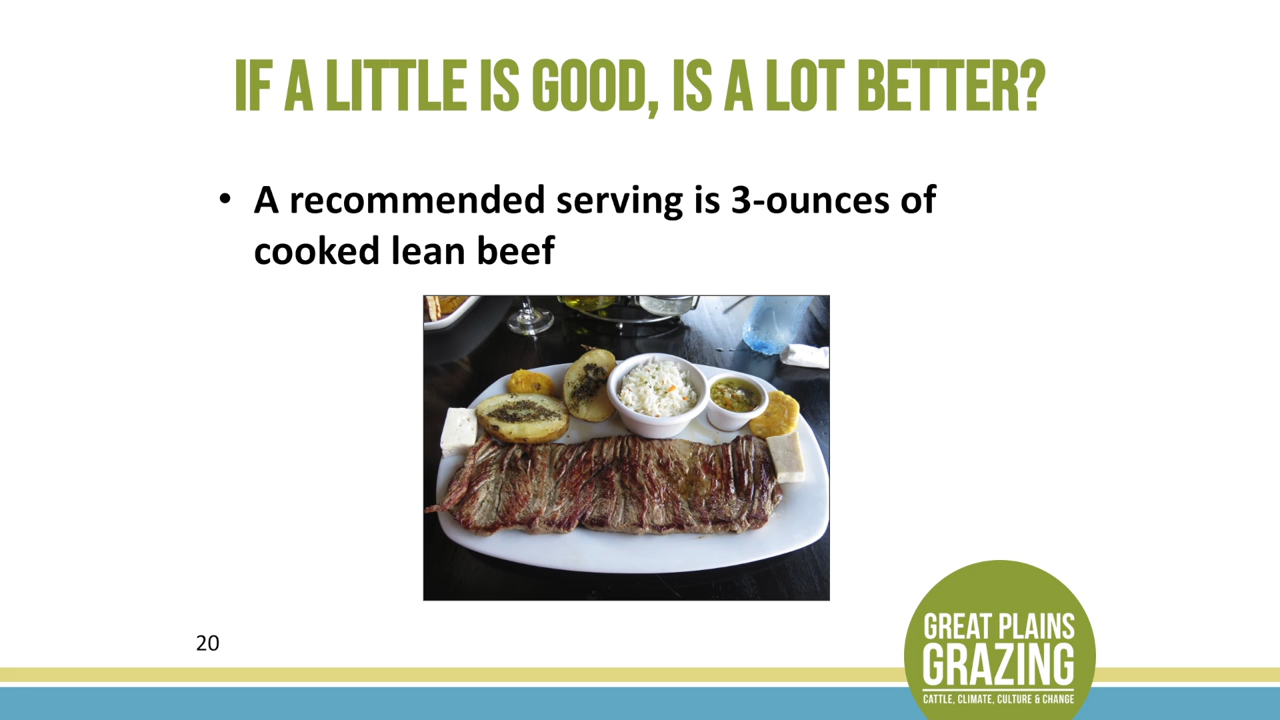 IF A LITTLE IS GOOD, IS A LOT BETTER?
• A recommended serving is 3-ounces of
cooked lean beef
20
GREAT PLAINS
GRAZING
CATTLE, CLIMATE, CULTURE & CHANGE